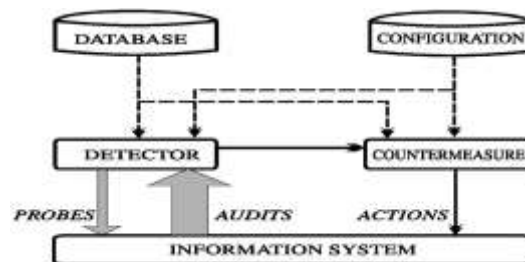 DATABASE
CONFIGURATION
DETECTOR
COUNTERMEASURE
PROBES
AUDITS
ACTIONS
INFORMATION SYSTEM